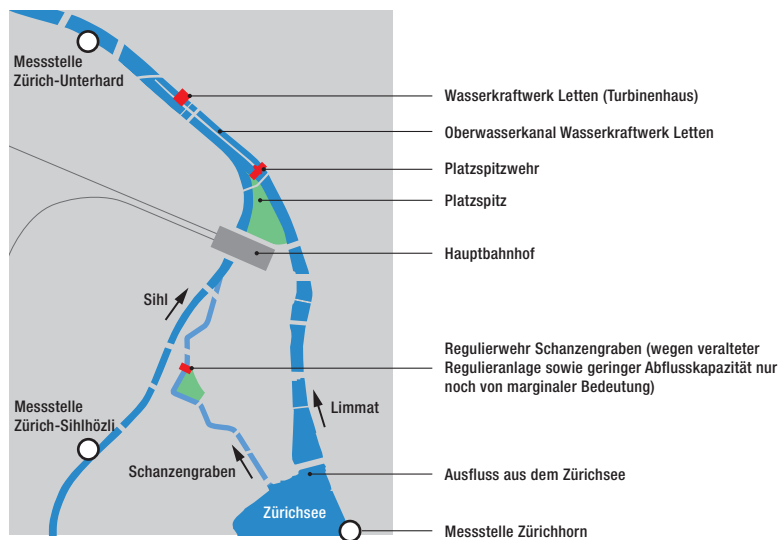 Messstelle
Zürich-Unterhard
Wasserkraftwerk Letten (Turbinenhaus)
Oberwasserkanal Wasserkraftwerk Letten
Platzspitzwehr
Platzspitz
Hauptbahnhof
Sihl
Regulierwehr Schanzengraben (wegen veralteter
Regulieranlage sowie geringer Abflusskapazität nur
noch von marginaler Bedeutung)
Limmat
Messstelle
Zürich-Sihlhözli
Schanzengraben
Ausfluss aus dem Zürichsee
Zürichsee
Messstelle Zürichhorn